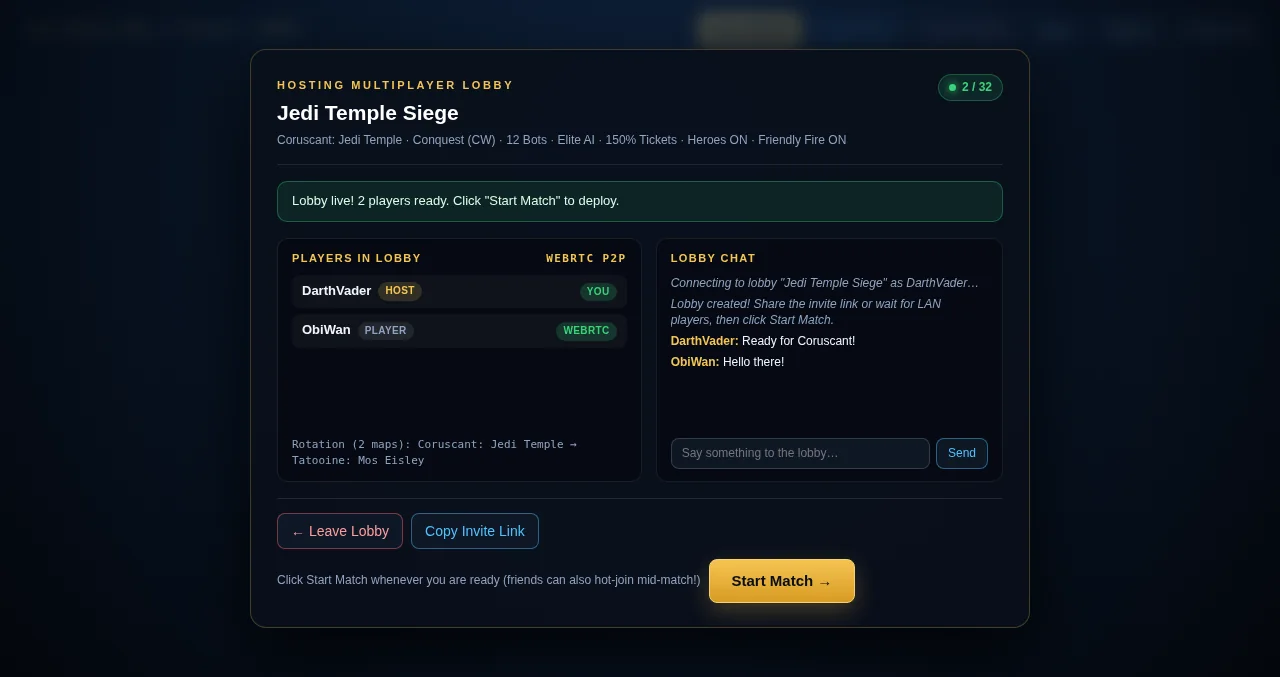 HOSTING MULTIPLAYER LOBBY
2 / 32
Jedi Temple Siege
Coruscant: Jedi Temple · Conquest (CW) · 12 Bots · Elite AI · 150% Tickets · Heroes ON · Friendly Fire ON
Lobby live! 2 players ready. Click "Start Match" to deploy.
PLAYERS IN LOBBY
WEBRTC P2P
DarthVader HOST YOU
ObiWan PLAYER WEBRTC
Rotation (2 maps): Coruscant: Jedi Temple →
Tatooine: Mos Eisley
LOBBY CHAT
Connecting to lobby "Jedi Temple Siege" as DarthVader…
Lobby created! Share the invite link or wait for LAN
players, then click Start Match.
DarthVader: Ready for Coruscant!
ObiWan: Hello there!
Say something to the lobby…
Send
← Leave Lobby
Copy Invite Link
Click Start Match whenever you are ready (friends can also hot-join mid-match!)
Start Match →